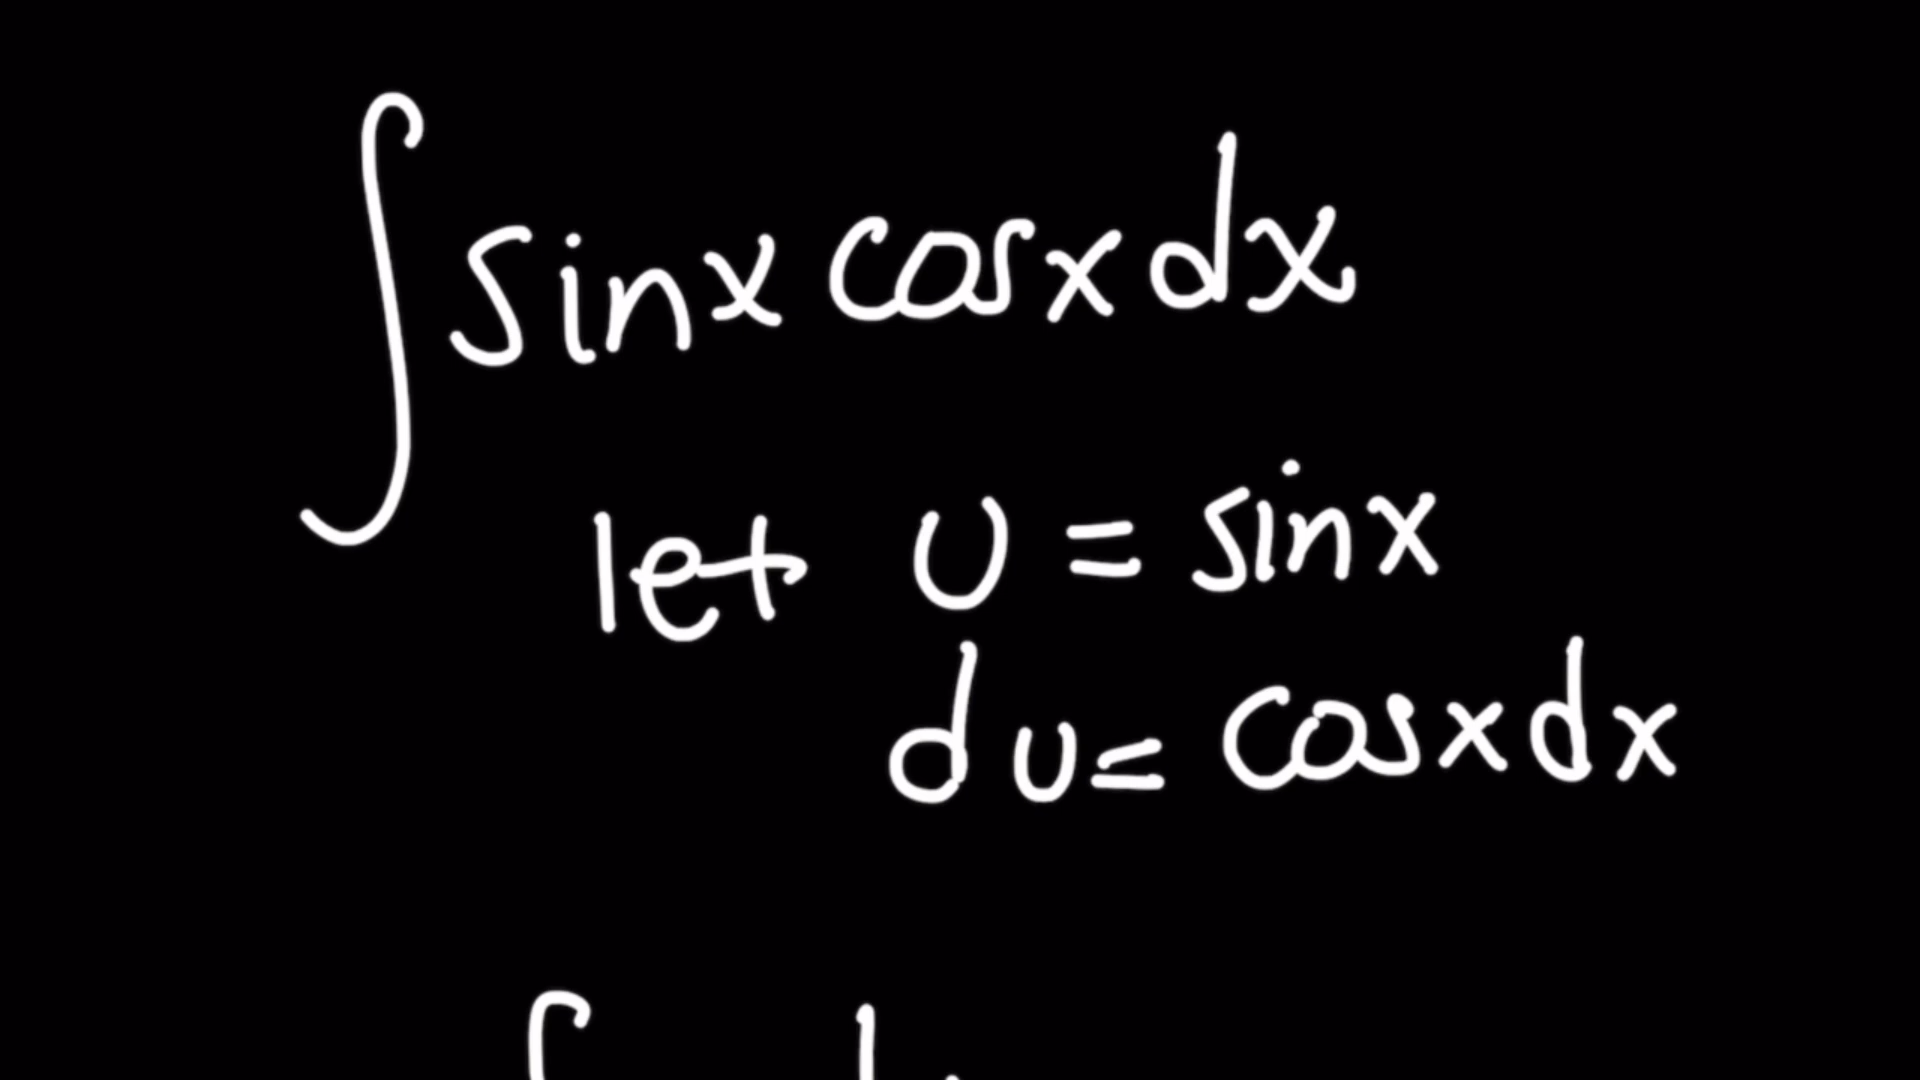 ∫ sinx cosx dx
let u = sinx
du = cosx dx